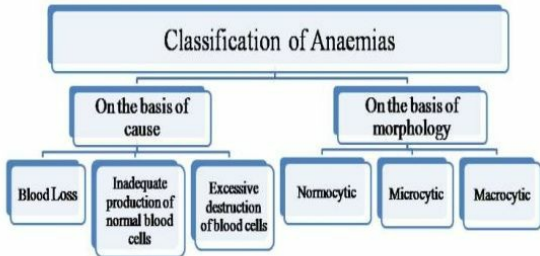 Classification of Anaemias
On the basis of
cause
On the basis of
morphology
Blood Loss
Inadequate
production of
normal blood
cells
Excessive
destruction
of blood cells
Normocytic
Microcytic
Macrocytic